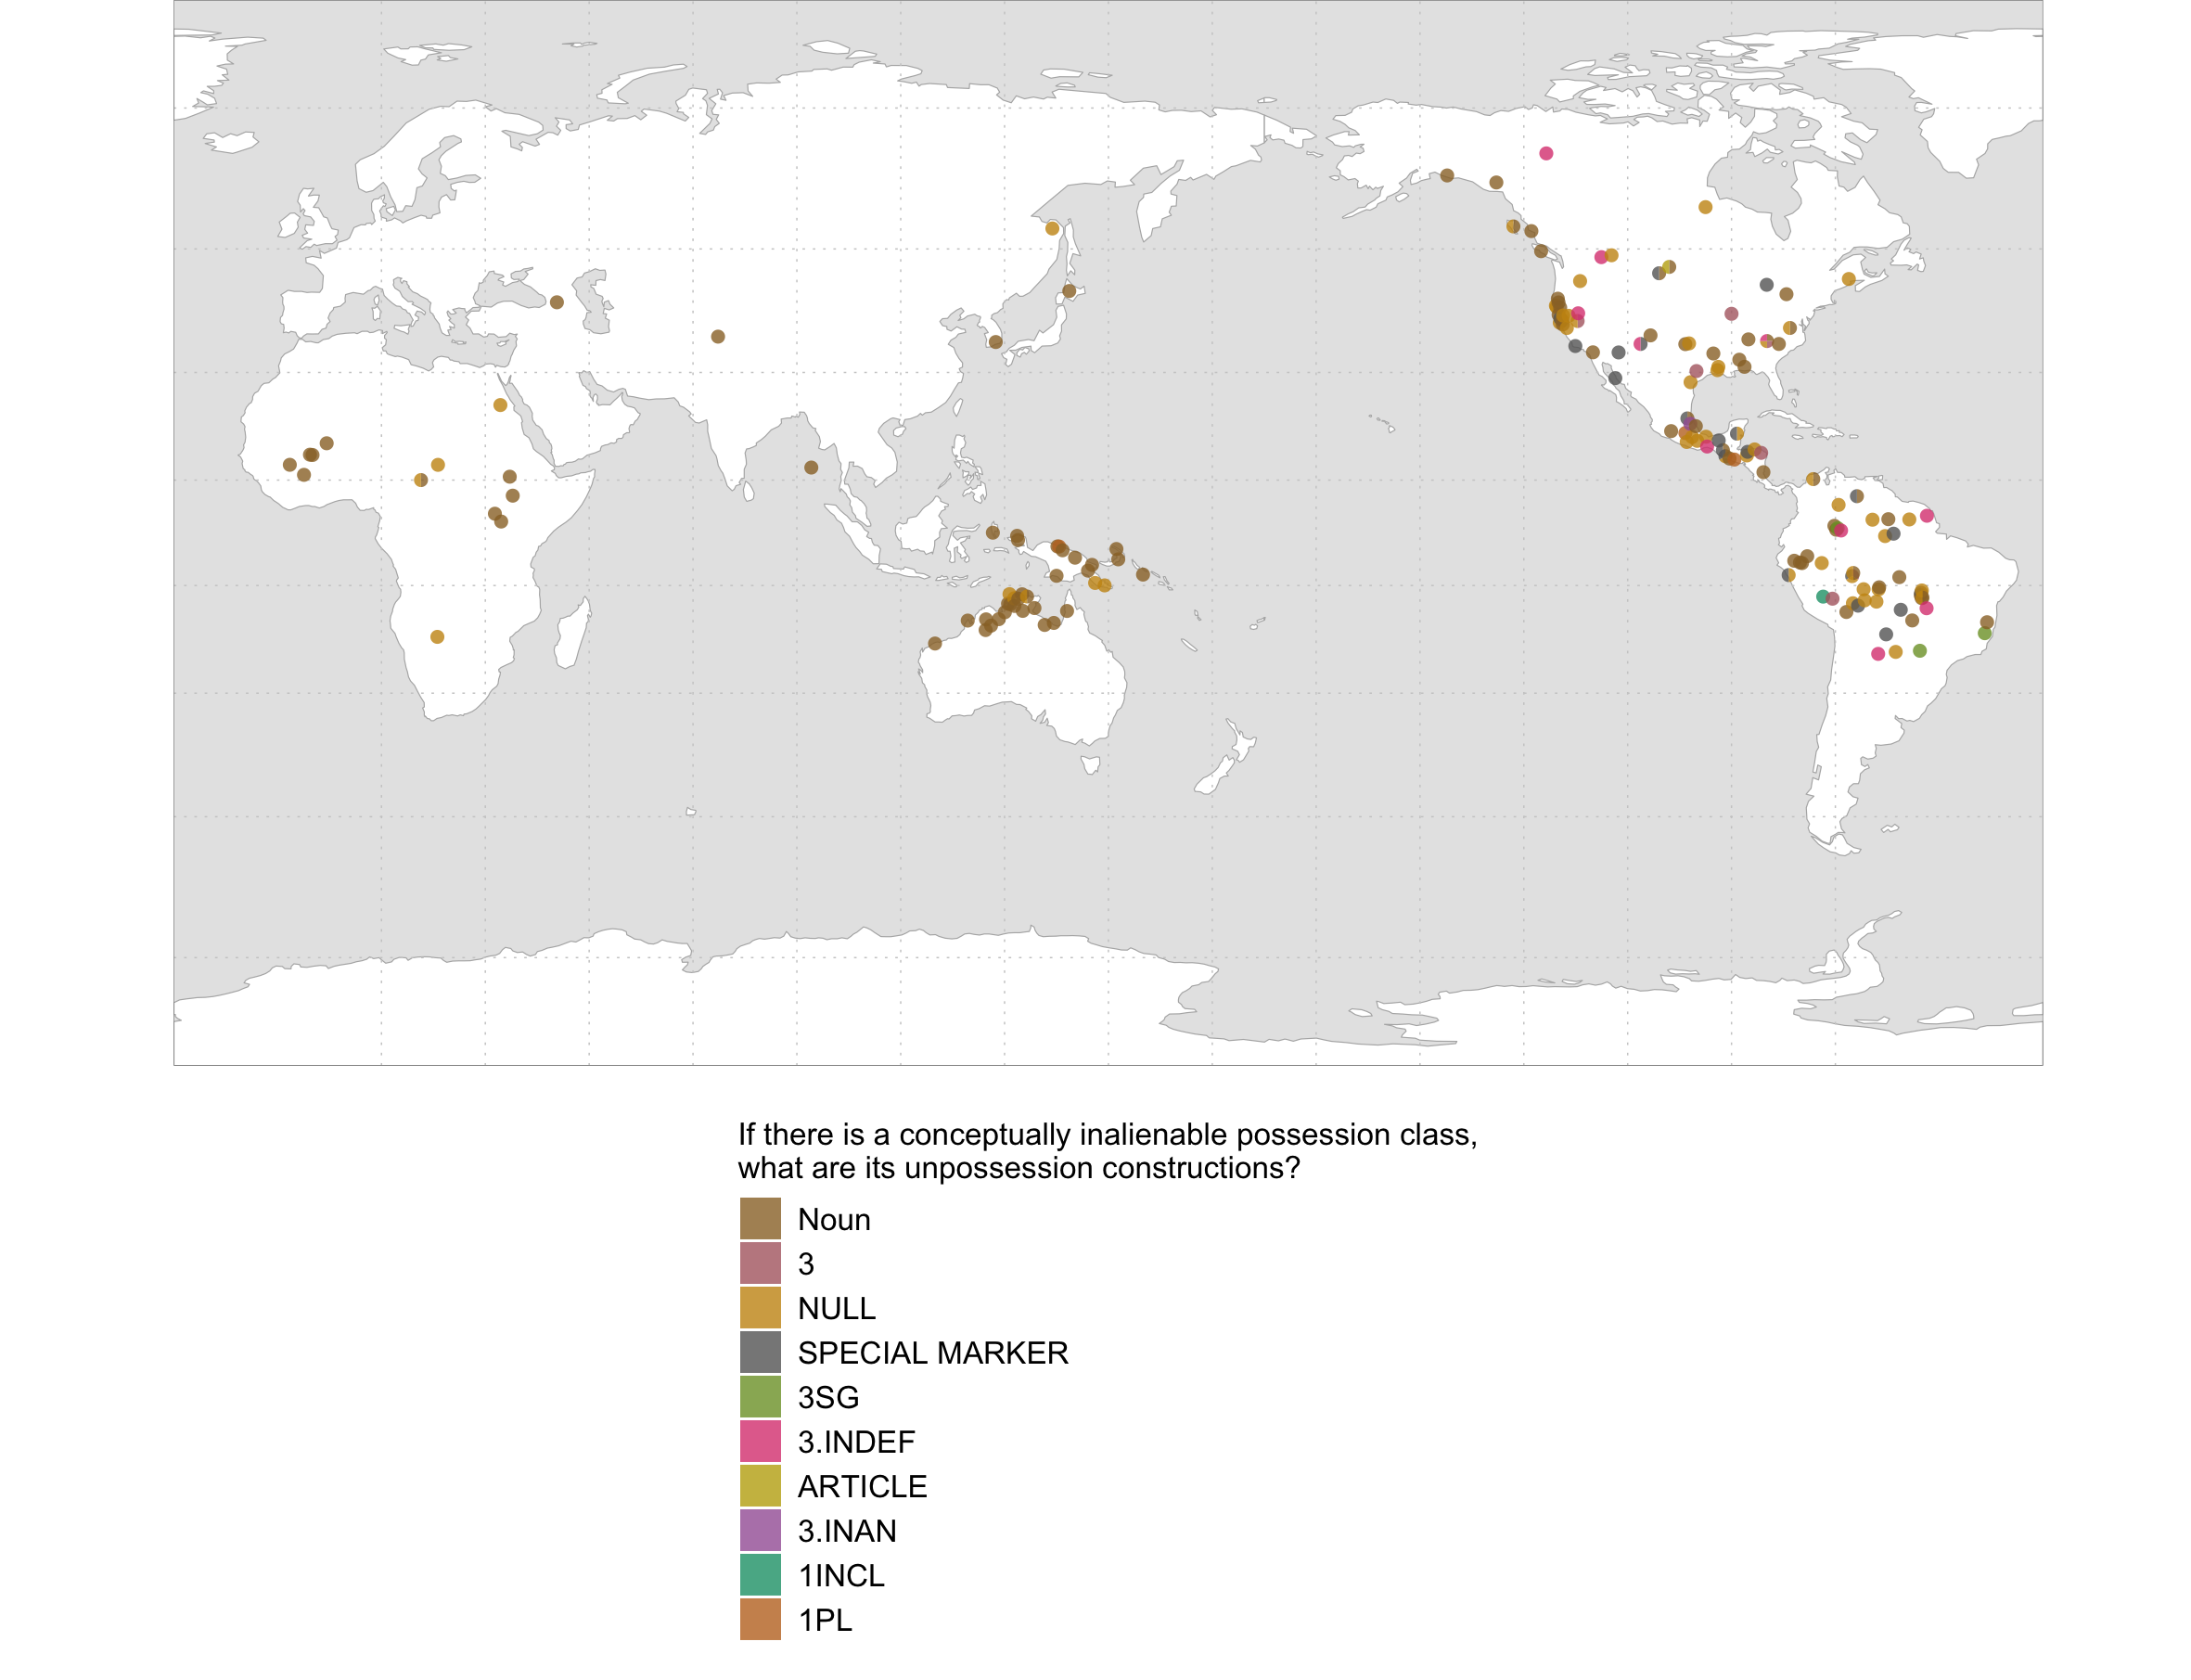 If there is a conceptually inalienable possession class,
what are its unpossession constructions?
Noun
3
NULL
SPECIAL MARKER
3SG
3.INDEF
ARTICLE
3.INAN
1INCL
1PL